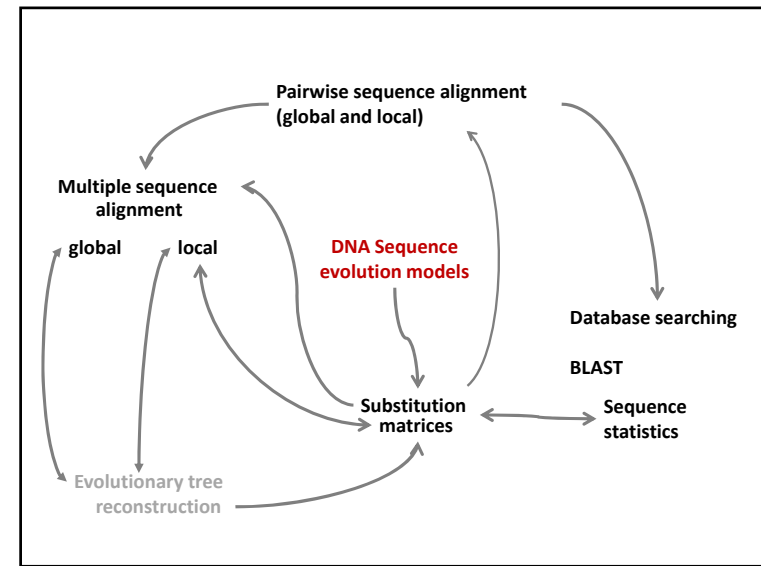 Pairwise sequence alignment
(global and local)
Multiple sequence
alignment
global
local
DNA Sequence
evolution models
Database searching
BLAST
Sequence
statistics
Substitution
matrices
Evolutionary tree
reconstruction